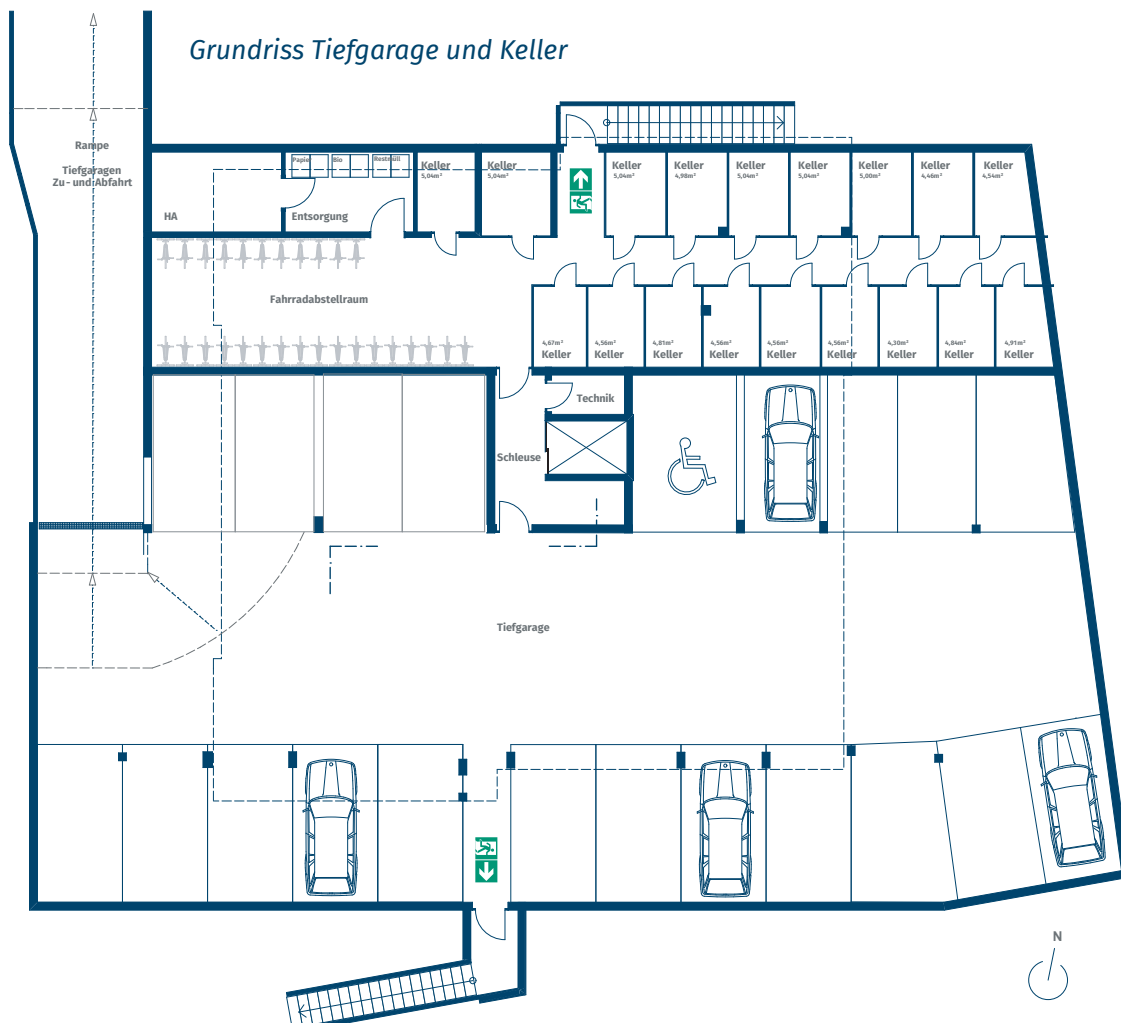 Grundriss Tiefgarage und Keller
Rampe
Tiefgaragen
Zu- und Abfahrt
HA
Papier
Bio
Restmüll
Entsorgung
Keller
5,04m²
Keller
5,04m²
Keller
5,04m²
Keller
4,98m²
Keller
5,04m²
Keller
5,04m²
Keller
5,00m²
Keller
4,46m²
Keller
4,54m²
Fahrradabstellraum
4,67m²
Keller
4,56m²
Keller
4,81m²
Keller
4,56m²
Keller
4,56m²
Keller
4,56m²
Keller
4,30m²
Keller
4,84m²
Keller
4,91m²
Keller
Technik
Schleuse
Tiefgarage
N